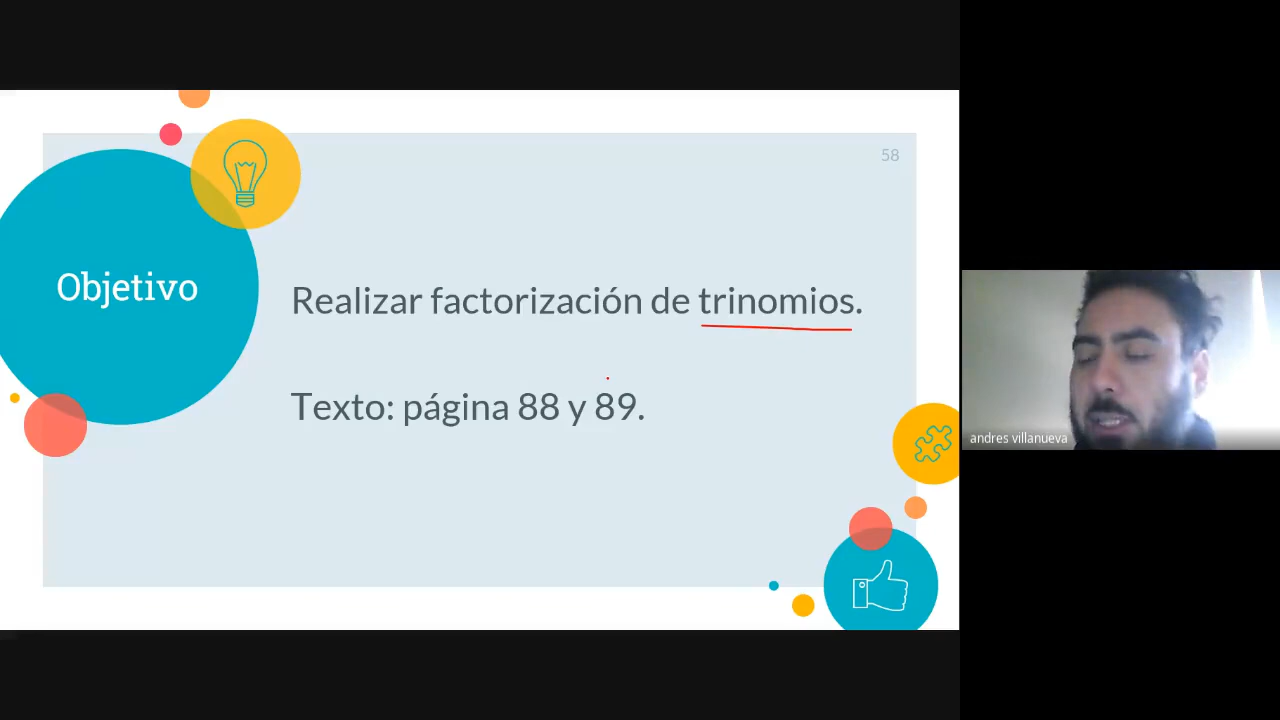 58
Objetivo
Realizar factorización de trinomios.
Texto: página 88 y 89.
andres villanueva